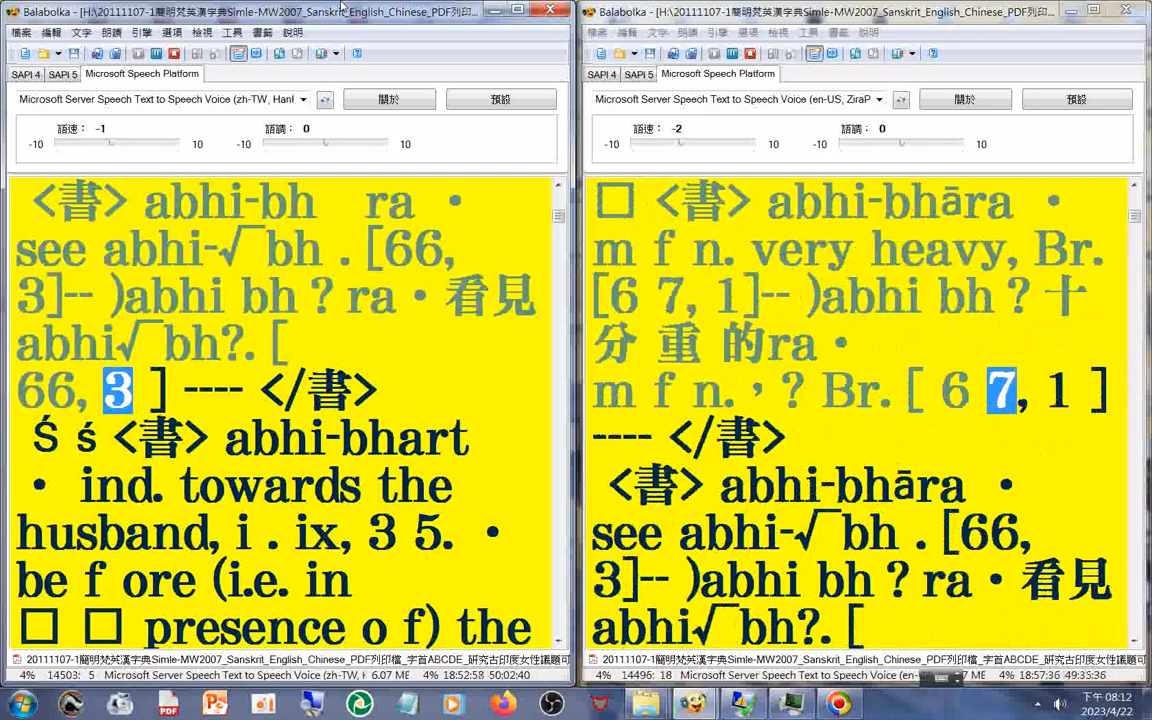 Balabolka - [H:\20111107-1簡明梵英漢字典Simle-MW2007_Sanskrit_English_Chinese_PDF列印...
檔案 編輯 文字 朗讀 引擎 選項 檢視 工具 書籤 說明
SAPI 4 SAPI 5 Microsoft Speech Platform
Microsoft Server Speech Text to Speech Voice (zh-TW, Han
關於 預設
語速： -1 語調： 0
-10 10 -10 10
<書> abhi-bh ra •
see abhi-√ bh . [66,
3]-- )abhi bh ? ra • 看見
abhi√ bh?. [
66, 3 ] ---- </書>
Ś ś <書> abhi-bhart
• ind. towards the
husband, i . ix, 3 5. •
be f ore (i.e. in
□ □ presence o f) the
20111107-1簡明梵英漢字典Simle-MW2007_Sanskrit_English_Chinese_PDF列印檔_字首ABCDE_研究古印度女性議題可
4% 14503: 5 Microsoft Server Speech Text to Speech Voice (zh-TW, H 6.07 MB 4% 18:52:58 50:02:40
Balabolka - [H:\20111107-1簡明梵英漢字典Simle-MW2007_Sanskrit_English_Chinese_PDF列印...
檔案 編輯 文字 朗讀 引擎 選項 檢視 工具 書籤 說明
SAPI 4 SAPI 5 Microsoft Speech Platform
Microsoft Server Speech Text to Speech Voice (en-US, ZiraP
關於 預設
語速： -2 語調： 0
-10 10 -10 10
□ <書> abhi-bhāra •
m f n. very heavy, Br.
[6 7, 1]-- )abhi bh ? 十
分 重 的ra •
m f n. ，? Br. [ 6 7, 1 ]
---- </書>
<書> abhi-bhāra •
see abhi-√ bh . [66,
3]-- )abhi bh ? ra • 看見
abhi√ bh?. [
20111107-1簡明梵英漢字典Simle-MW2007_Sanskrit_English_Chinese_PDF列印檔_字首ABCDE_研究古印度女性議題可
4% 14496: 18 Microsoft Server Speech Text to Speech Voice 4% 18:57:36 49:35:36
下午 08:12
2023/4/22